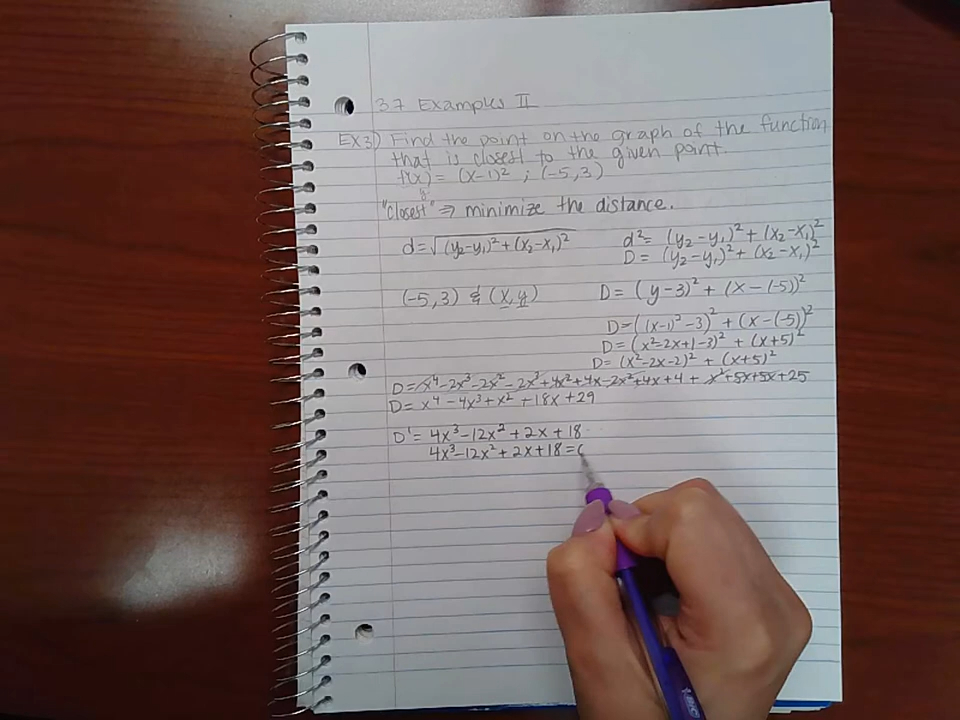 3.7 Examples II
EX 3) Find the point on the graph of the function
that is closest to the given point.
f(x) = (x-1)² ; (-5,3)
y
"closest" ⇒ minimize the distance.
d = √(y₂-y₁)² + (x₂-x₁)²
d² = (y₂-y₁)² + (x₂-x₁)²
D = (y₂-y₁)² + (x₂-x₁)²
(-5,3) & (x,y)
D = (y-3)² + (x-(-5))²
D = ((x-1)²-3)² + (x-(-5))²
D = (x²-2x+1-3)² + (x+5)²
D = (x²-2x-2)² + (x+5)²
D = x⁴-2x³-2x²-2x³+4x²+4x-2x²+4x+4 + x²+5x+5x+25
D = x⁴ - 4x³ + x² + 18x + 29
D' = 4x³ - 12x² + 2x + 18
4x³ - 12x² + 2x + 18 = 0
BIC